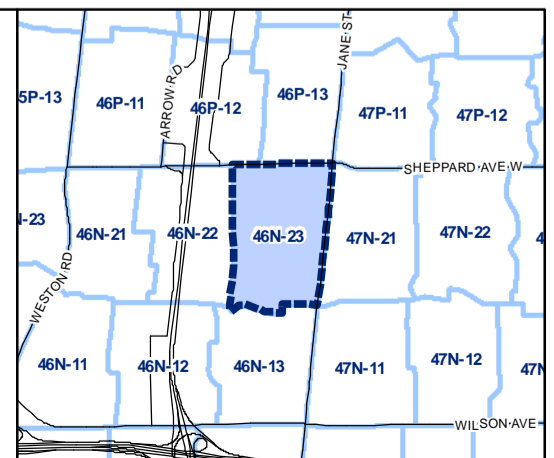 JANE ST
ARROW RD
5P-13
46P-11
46P-12
46P-13
47P-11
47P-12
SHEPPARD AVE W
-23
46N-21
46N-22
46N-23
47N-21
47N-22
4
WESTON RD
46N-11
46N-12
46N-13
47N-11
47N-12
47N
WILSON AVE